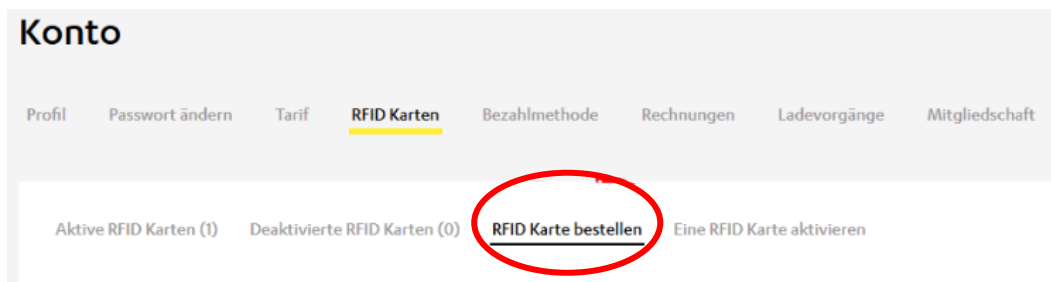 Konto
Profil Passwort ändern Tarif RFID Karten Bezahlmethode Rechnungen Ladevorgänge Mitgliedschaft
Aktive RFID Karten (1) Deaktivierte RFID Karten (0) RFID Karte bestellen Eine RFID Karte aktivieren